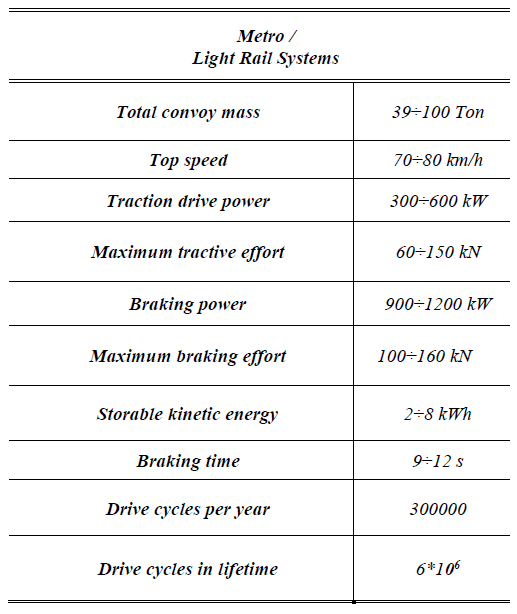 Metro /
Light Rail Systems
Total convoy mass 39÷100 Ton
Top speed 70÷80 km/h
Traction drive power 300÷600 kW
Maximum tractive effort 60÷150 kN
Braking power 900÷1200 kW
Maximum braking effort 100÷160 kN
Storable kinetic energy 2÷8 kWh
Braking time 9÷12 s
Drive cycles per year 300000
Drive cycles in lifetime 6*10⁶